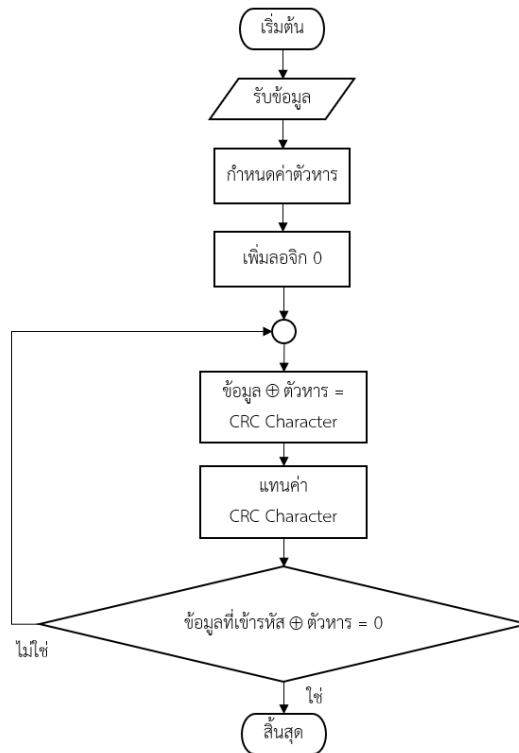 เริ่มต้น
รับข้อมูล
กำหนดค่าตัวหาร
เพิ่มลอจิก 0
ข้อมูล ⊕ ตัวหาร =
CRC Character
แทนค่า
CRC Character
ข้อมูลที่เข้ารหัส ⊕ ตัวหาร = 0
ไม่ใช่
ใช่
สิ้นสุด